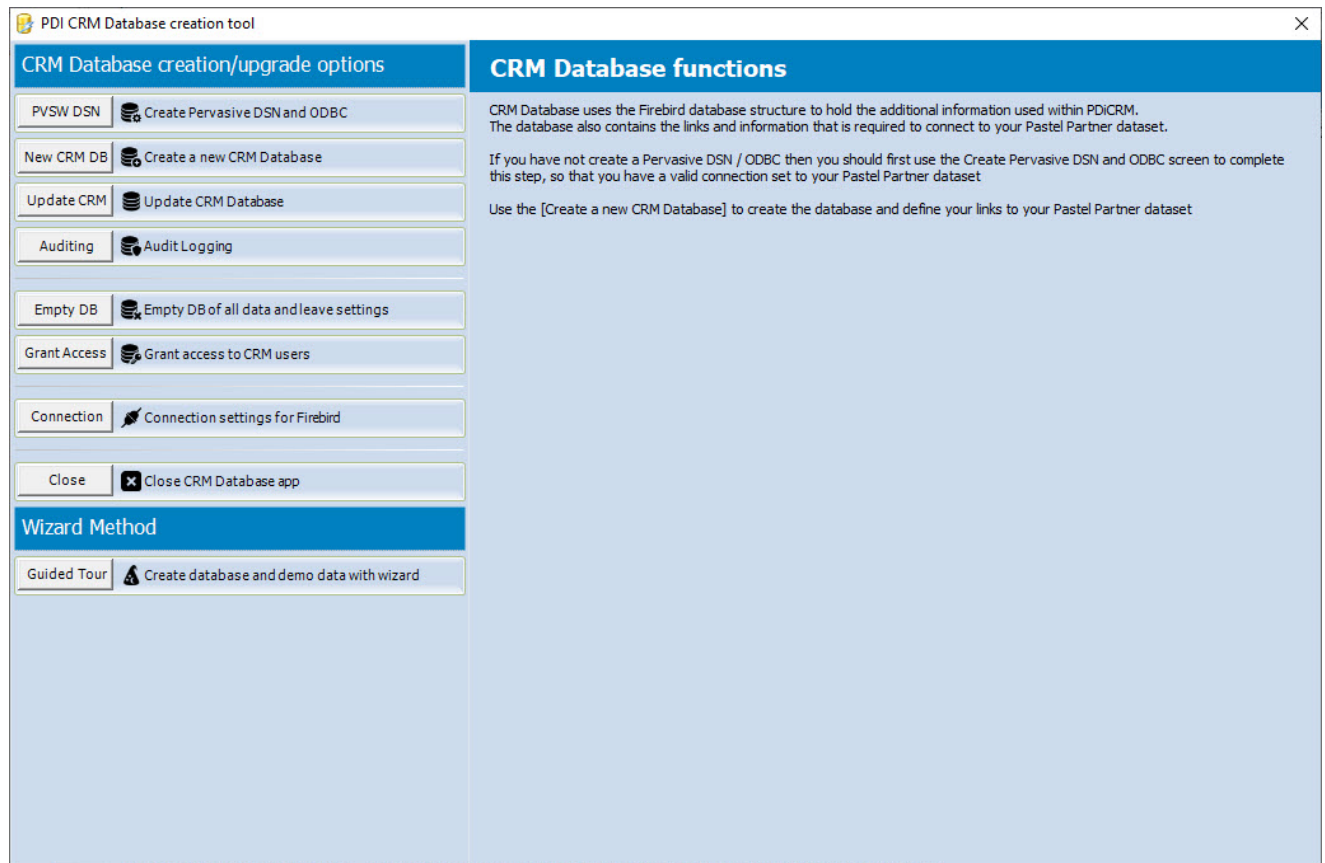 PDI CRM Database creation tool
CRM Database creation/upgrade options
PVSW DSN Create Pervasive DSN and ODBC
New CRM DB Create a new CRM Database
Update CRM Update CRM Database
Auditing Audit Logging
Empty DB Empty DB of all data and leave settings
Grant Access Grant access to CRM users
Connection Connection settings for Firebird
Close Close CRM Database app
Wizard Method
Guided Tour Create database and demo data with wizard
CRM Database functions
CRM Database uses the Firebird database structure to hold the additional information used within PDiCRM.
The database also contains the links and information that is required to connect to your Pastel Partner dataset.
If you have not create a Pervasive DSN / ODBC then you should first use the Create Pervasive DSN and ODBC screen to complete
this step, so that you have a valid connection set to your Pastel Partner dataset
Use the [Create a new CRM Database] to create the database and define your links to your Pastel Partner dataset